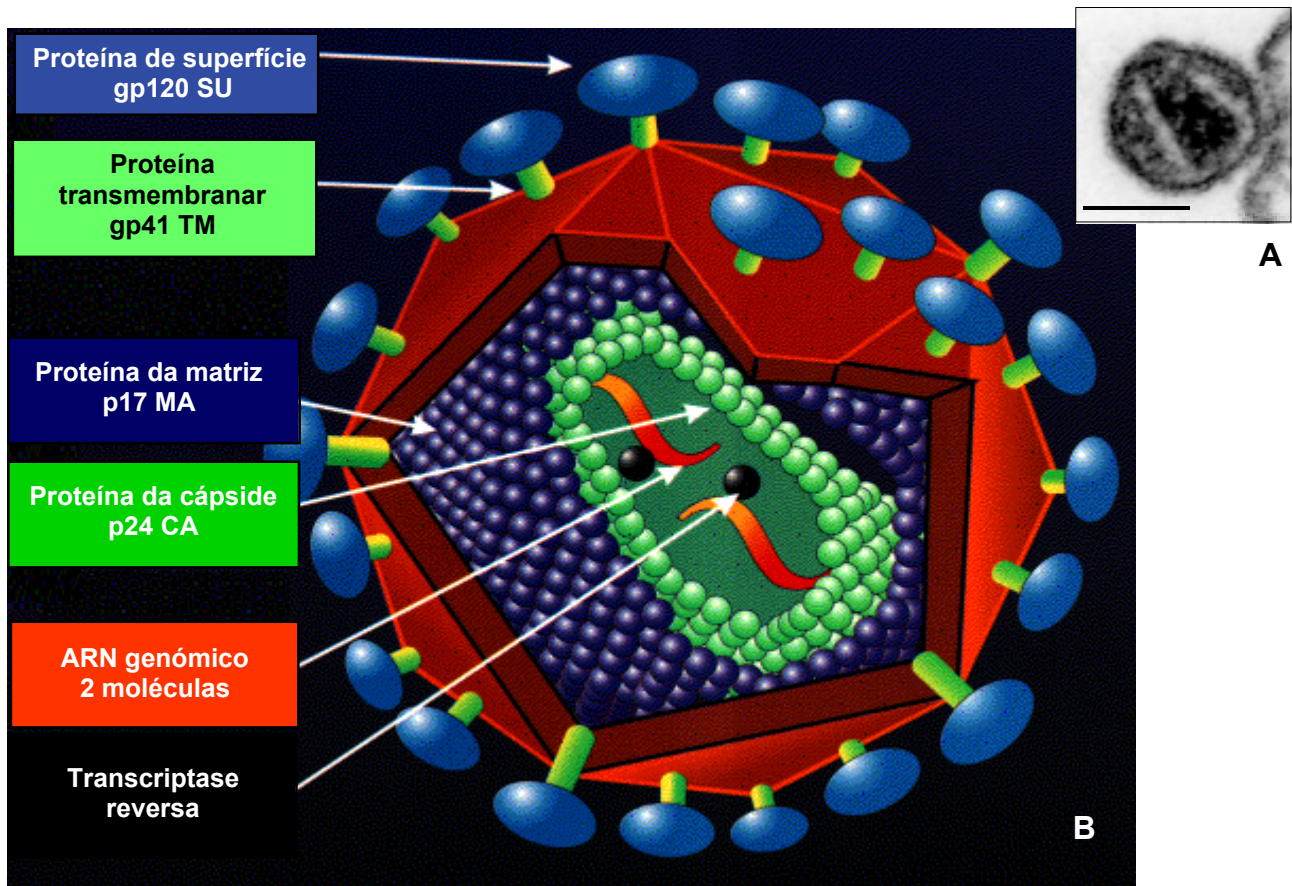 Proteína de superfície
gp120 SU
Proteína
transmembranar
gp41 TM
Proteína da matriz
p17 MA
Proteína da cápside
p24 CA
ARN genómico
2 moléculas
Transcriptase
reversa
A
B